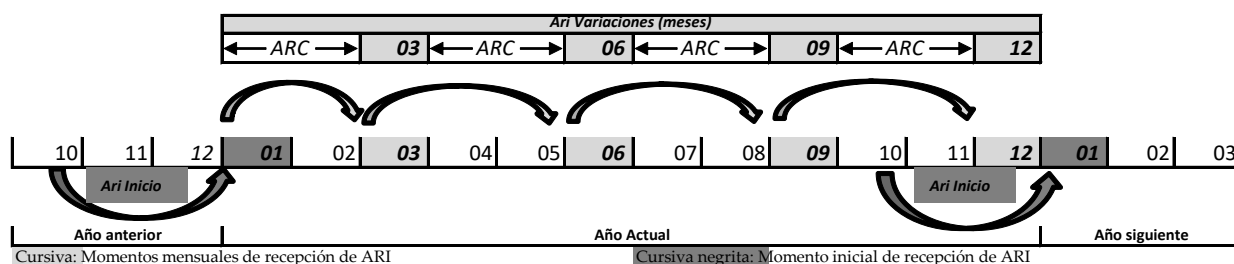 Ari Variaciones (meses)
ARC 03 ARC 06 ARC 09 ARC 12
10 11 12 01 02 03 04 05 06 07 08 09 10 11 12 01 02 03
Ari Inicio Ari Inicio
Año anterior Año Actual Año siguiente
Cursiva: Momentos mensuales de recepción de ARI Cursiva negrita: Momento inicial de recepción de ARI